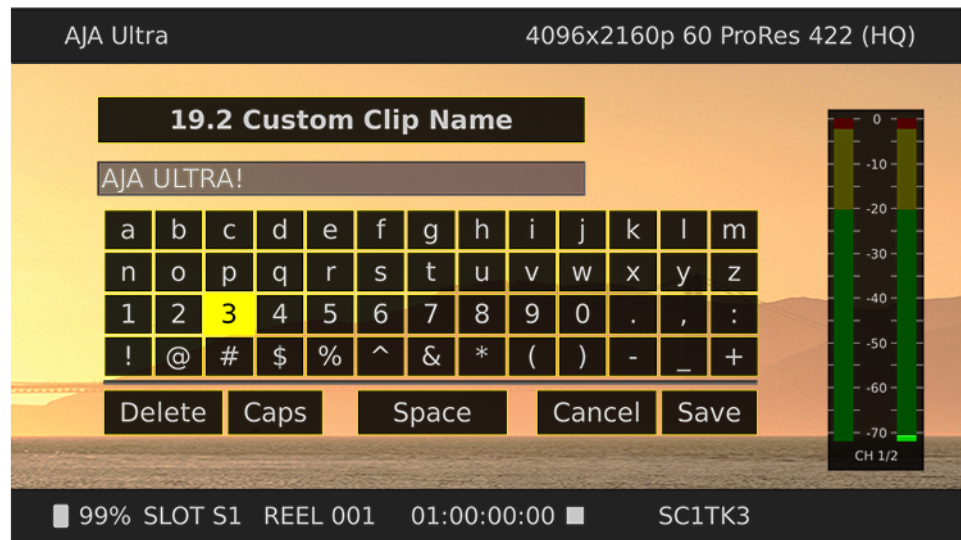 AJA Ultra 4096x2160p 60 ProRes 422 (HQ)
19.2 Custom Clip Name
AJA ULTRA!
a b c d e f g h i j k l m
n o p q r s t u v w x y z
1 2 3 4 5 6 7 8 9 0 . , :
! @ # $ % ^ & * ( ) - _ +
Delete Caps Space Cancel Save
0
-10
-20
-30
-40
-50
-60
-70
CH 1/2
99% SLOT S1 REEL 001 01:00:00:00 SC1TK3